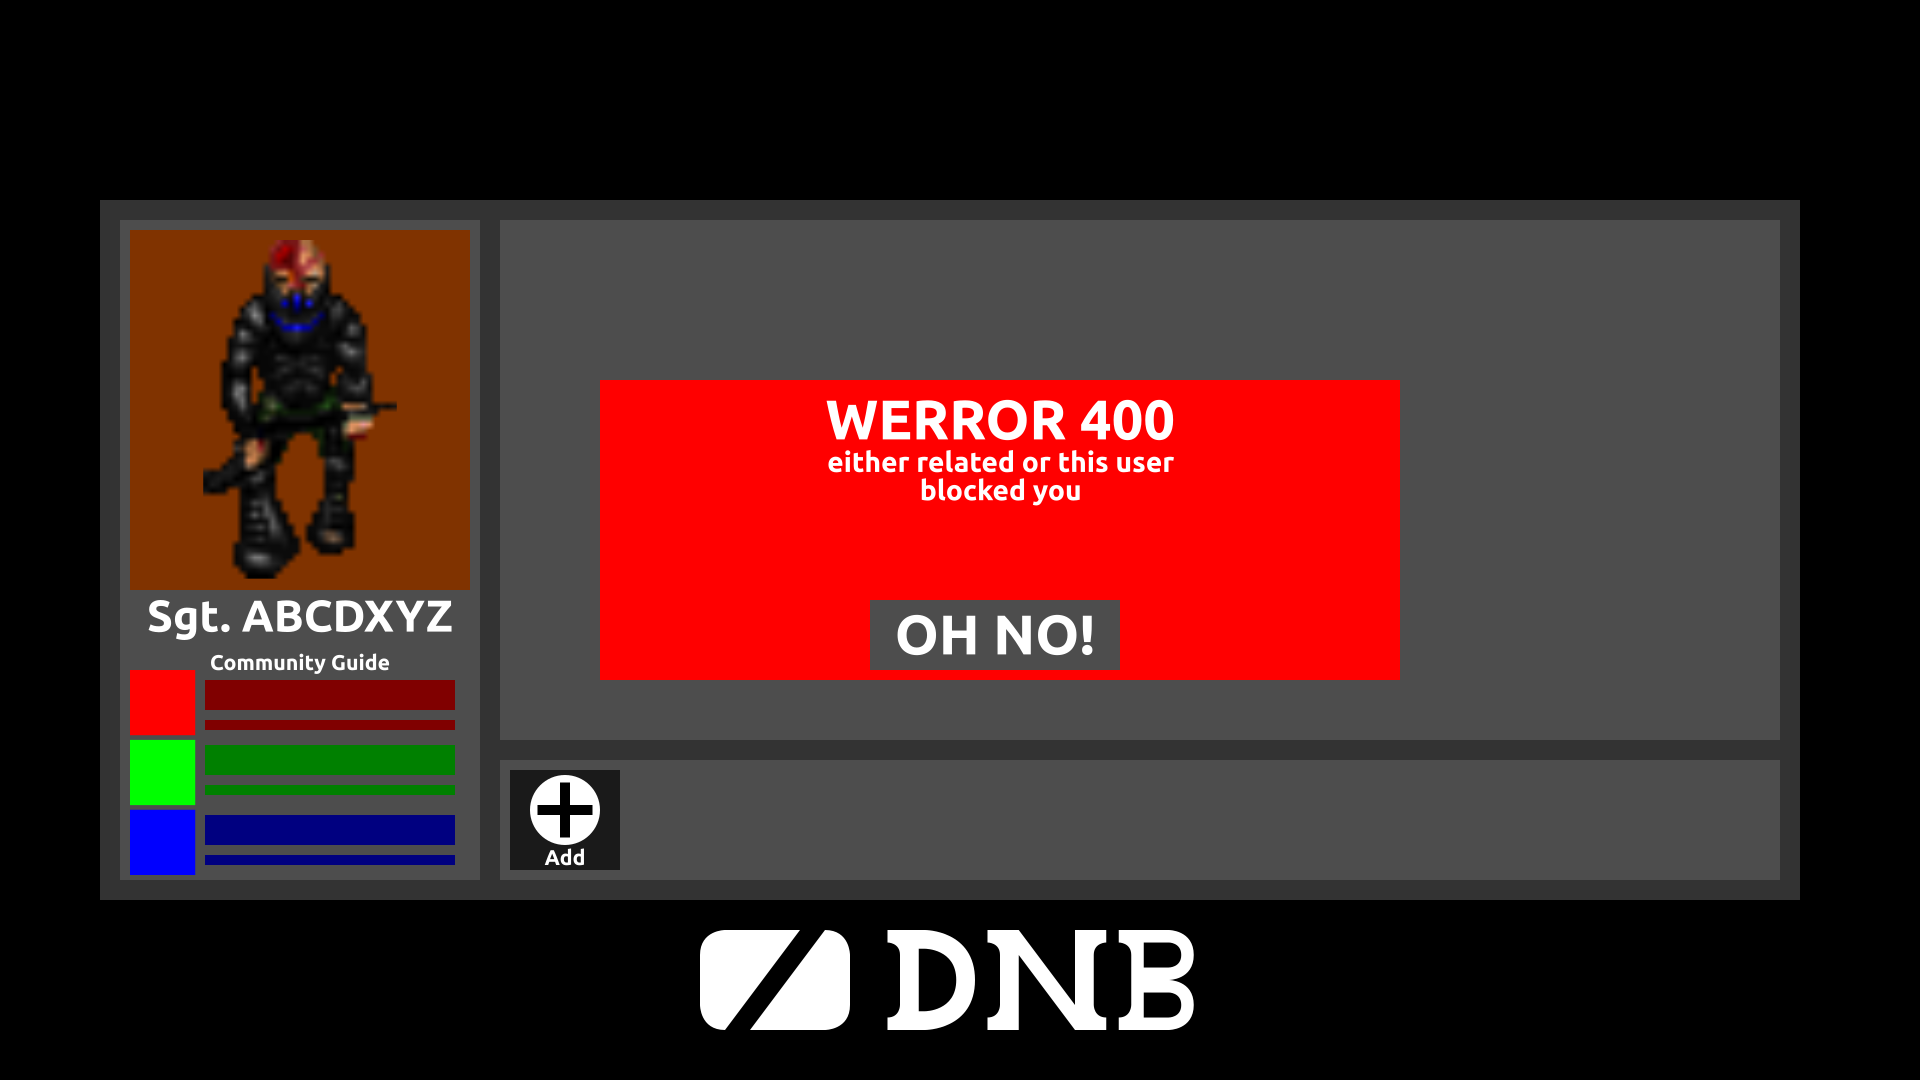 Sgt. ABCDXYZ
Community Guide
WERROR 400
either related or this user
blocked you
OH NO!
Add
DNB